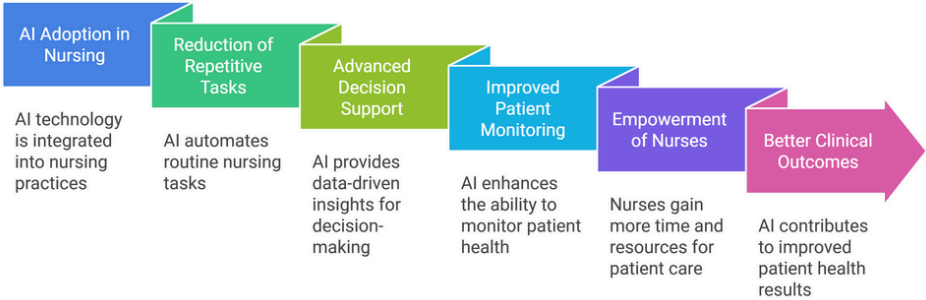 AI Adoption in
Nursing
AI technology
is integrated
into nursing
practices
Reduction of
Repetitive
Tasks
AI automates
routine nursing
tasks
Advanced
Decision
Support
AI provides
data-driven
insights for
decision-
making
Improved
Patient
Monitoring
AI enhances
the ability to
monitor patient
health
Empowerment
of Nurses
Nurses gain
more time and
resources for
patient care
Better Clinical
Outcomes
AI contributes
to improved
patient health
results